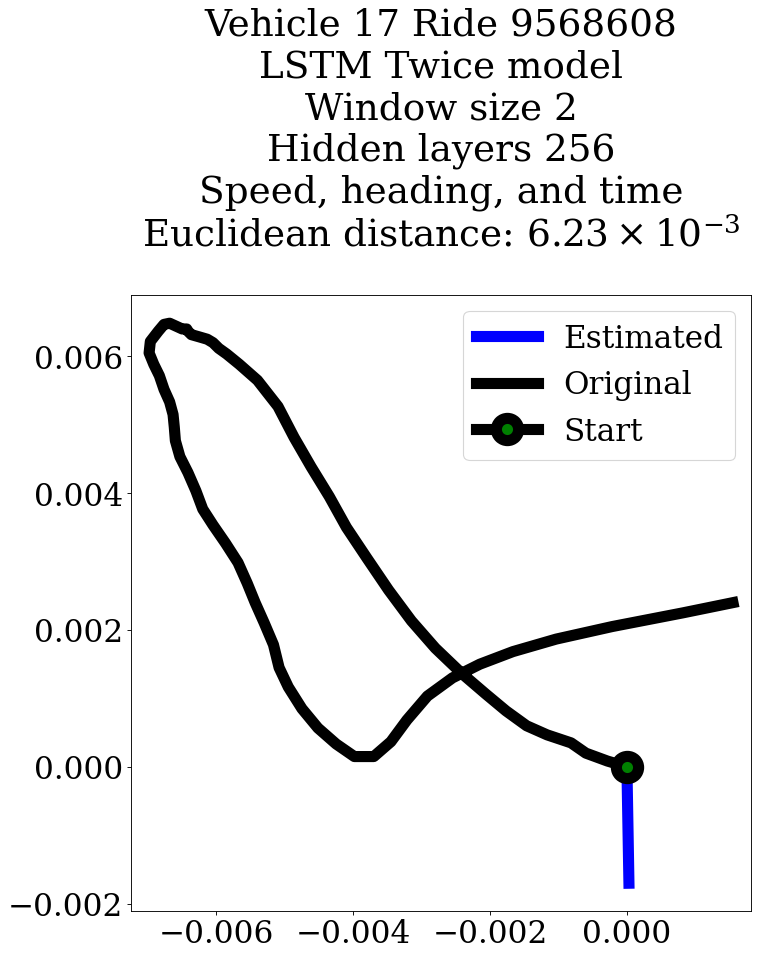 Vehicle 17 Ride 9568608
LSTM Twice model
Window size 2
Hidden layers 256
Speed, heading, and time
Euclidean distance: 6.23 × 10⁻³
Estimated
Original
Start
0.006
0.004
0.002
0.000
−0.002
−0.006 −0.004 −0.002 0.000